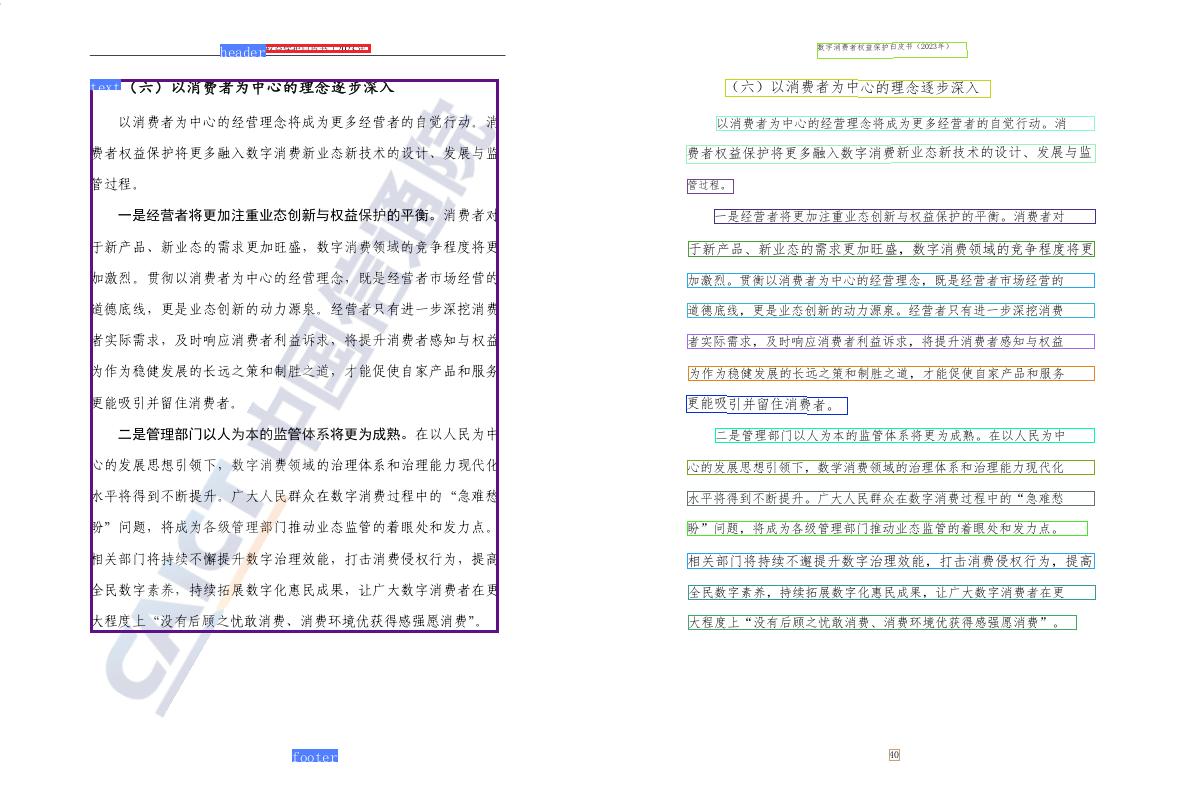 header
text
（六）以消费者为中心的理念逐步深入
以消费者为中心的经营理念将成为更多经营者的自觉行动。消
费者权益保护将更多融入数字消费新业态新技术的设计、发展与监
管过程。
一是经营者将更加注重业态创新与权益保护的平衡。消费者对
于新产品、新业态的需求更加旺盛，数字消费领域的竞争程度将更
加激烈。贯彻以消费者为中心的经营理念，既是经营者市场经营的
道德底线，更是业态创新的动力源泉。经营者只有进一步深挖消费
者实际需求，及时响应消费者利益诉求，将提升消费者感知与权益
为作为稳健发展的长远之策和制胜之道，才能促使自家产品和服务
更能吸引并留住消费者。
二是管理部门以人为本的监管体系将更为成熟。在以人民为中
心的发展思想引领下，数字消费领域的治理体系和治理能力现代化
水平将得到不断提升。广大人民群众在数字消费过程中的“急难愁
盼”问题，将成为各级管理部门推动业态监管的着眼处和发力点。
相关部门将持续不懈提升数字治理效能，打击消费侵权行为，提高
全民数字素养，持续拓展数字化惠民成果，让广大数字消费者在更
大程度上“没有后顾之忧敢消费、消费环境优获得感强愿消费”。
CAICT 中国信通院
footer
数字消费者权益保护白皮书（2023年）
（六）以消费者为中心的理念逐步深入
以消费者为中心的经营理念将成为更多经营者的自觉行动。消
费者权益保护将更多融入数字消费新业态新技术的设计、发展与监
管过程。
一是经营者将更加注重业态创新与权益保护的平衡。消费者对
于新产品、新业态的需求更加旺盛，数字消费领域的竞争程度将更
加激烈。贯衡以消费者为中心的经营理念，既是经营者市场经营的
道德底线，更是业态创新的动力源泉。经营者只有进一步深挖消费
者实际需求，及时响应消费者利益诉求，将提升消费者感知与权益
为作为稳健发展的长远之策和制胜之道，才能促使自家产品和服务
更能吸引并留住消费者。
二是管理部门以人为本的监管体系将更为成熟。在以人民为中
心的发展思想引领下，数学消费领域的治理体系和治理能力现代化
水平将得到不断提升。广大人民群众在数字消费过程中的“急难愁
盼”问题，将成为各级管理部门推动业态监管的着眼处和发力点。
相关部门将持续不邂提升数字治理效能，打击消费侵权行为，提高
全民数字素养，持续拓展数字化惠民成果，让广大数字消费者在更
大程度上“没有后顾之忧敢消费、消费环境优获得感强愿消费”。
40